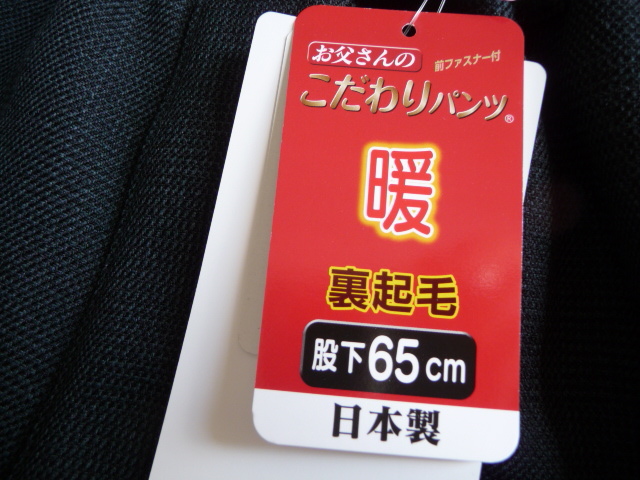 お父さんの
前ファスナー付
こだわりパンツ®
暖
裏起毛
股下65cm
日本製